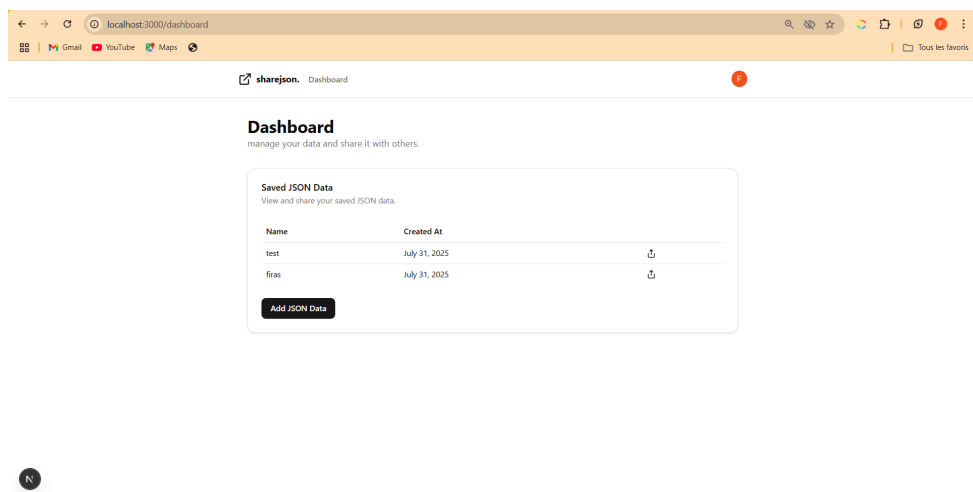 localhost:3000/dashboard
F
Gmail YouTube Maps Tous les favoris
sharejson. Dashboard F
Dashboard
manage your data and share it with others.
Saved JSON Data
View and share your saved JSON data.
Name Created At
test July 31, 2025
firas July 31, 2025
Add JSON Data
N